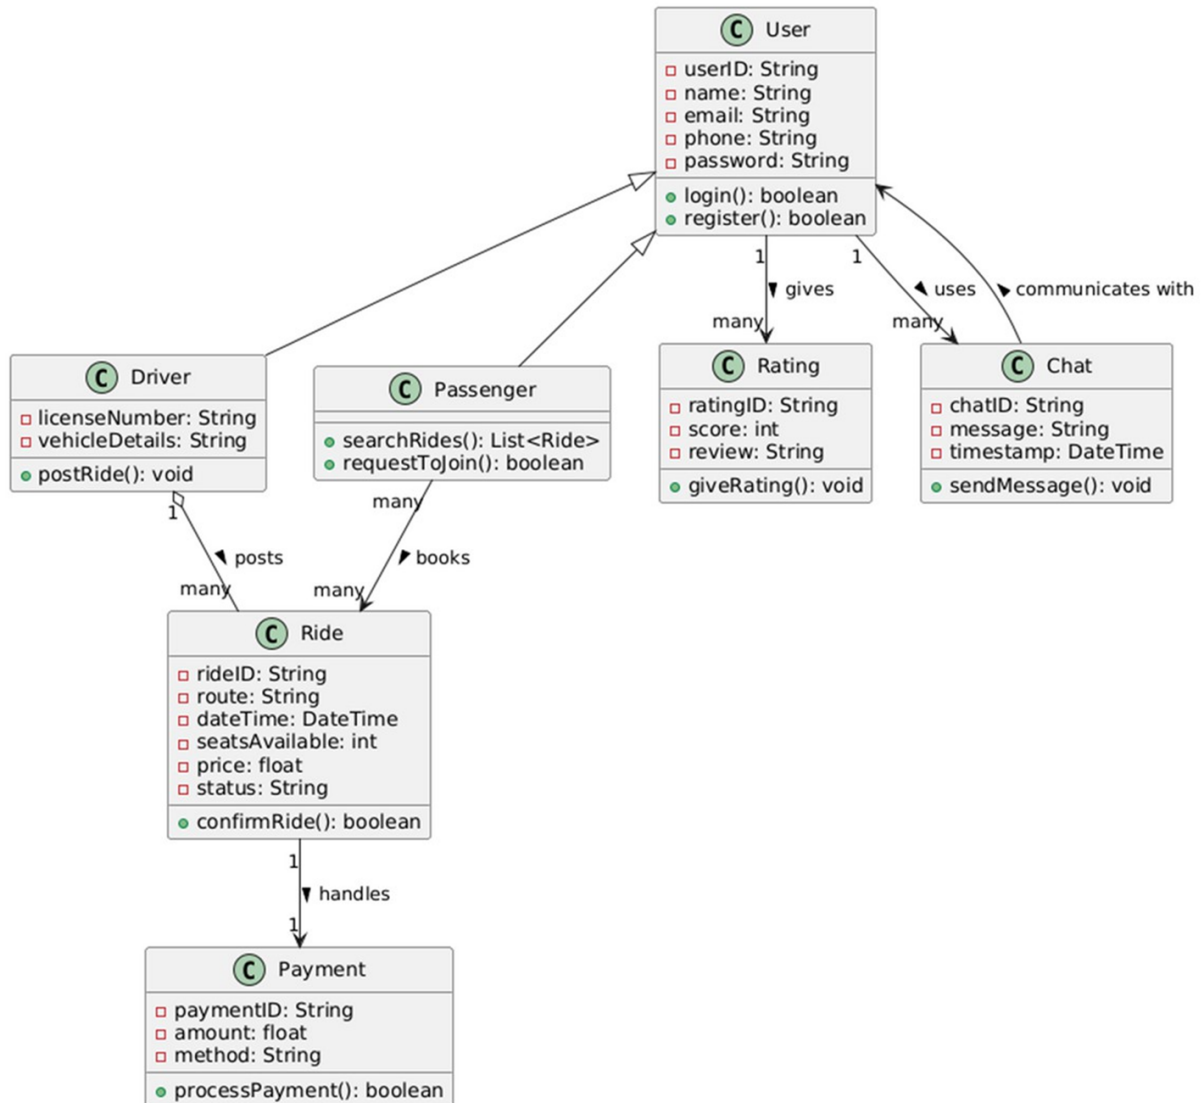 C User
userID: String
name: String
email: String
phone: String
password: String
login(): boolean
register(): boolean
1
1
gives
uses
communicates with
many
many
C Driver
licenseNumber: String
vehicleDetails: String
postRide(): void
C Passenger
searchRides(): List<Ride>
requestToJoin(): boolean
C Rating
ratingID: String
score: int
review: String
giveRating(): void
C Chat
chatID: String
message: String
timestamp: DateTime
sendMessage(): void
1
many
posts
books
many
many
C Ride
rideID: String
route: String
dateTime: DateTime
seatsAvailable: int
price: float
status: String
confirmRide(): boolean
1
handles
1
C Payment
paymentID: String
amount: float
method: String
processPayment(): boolean